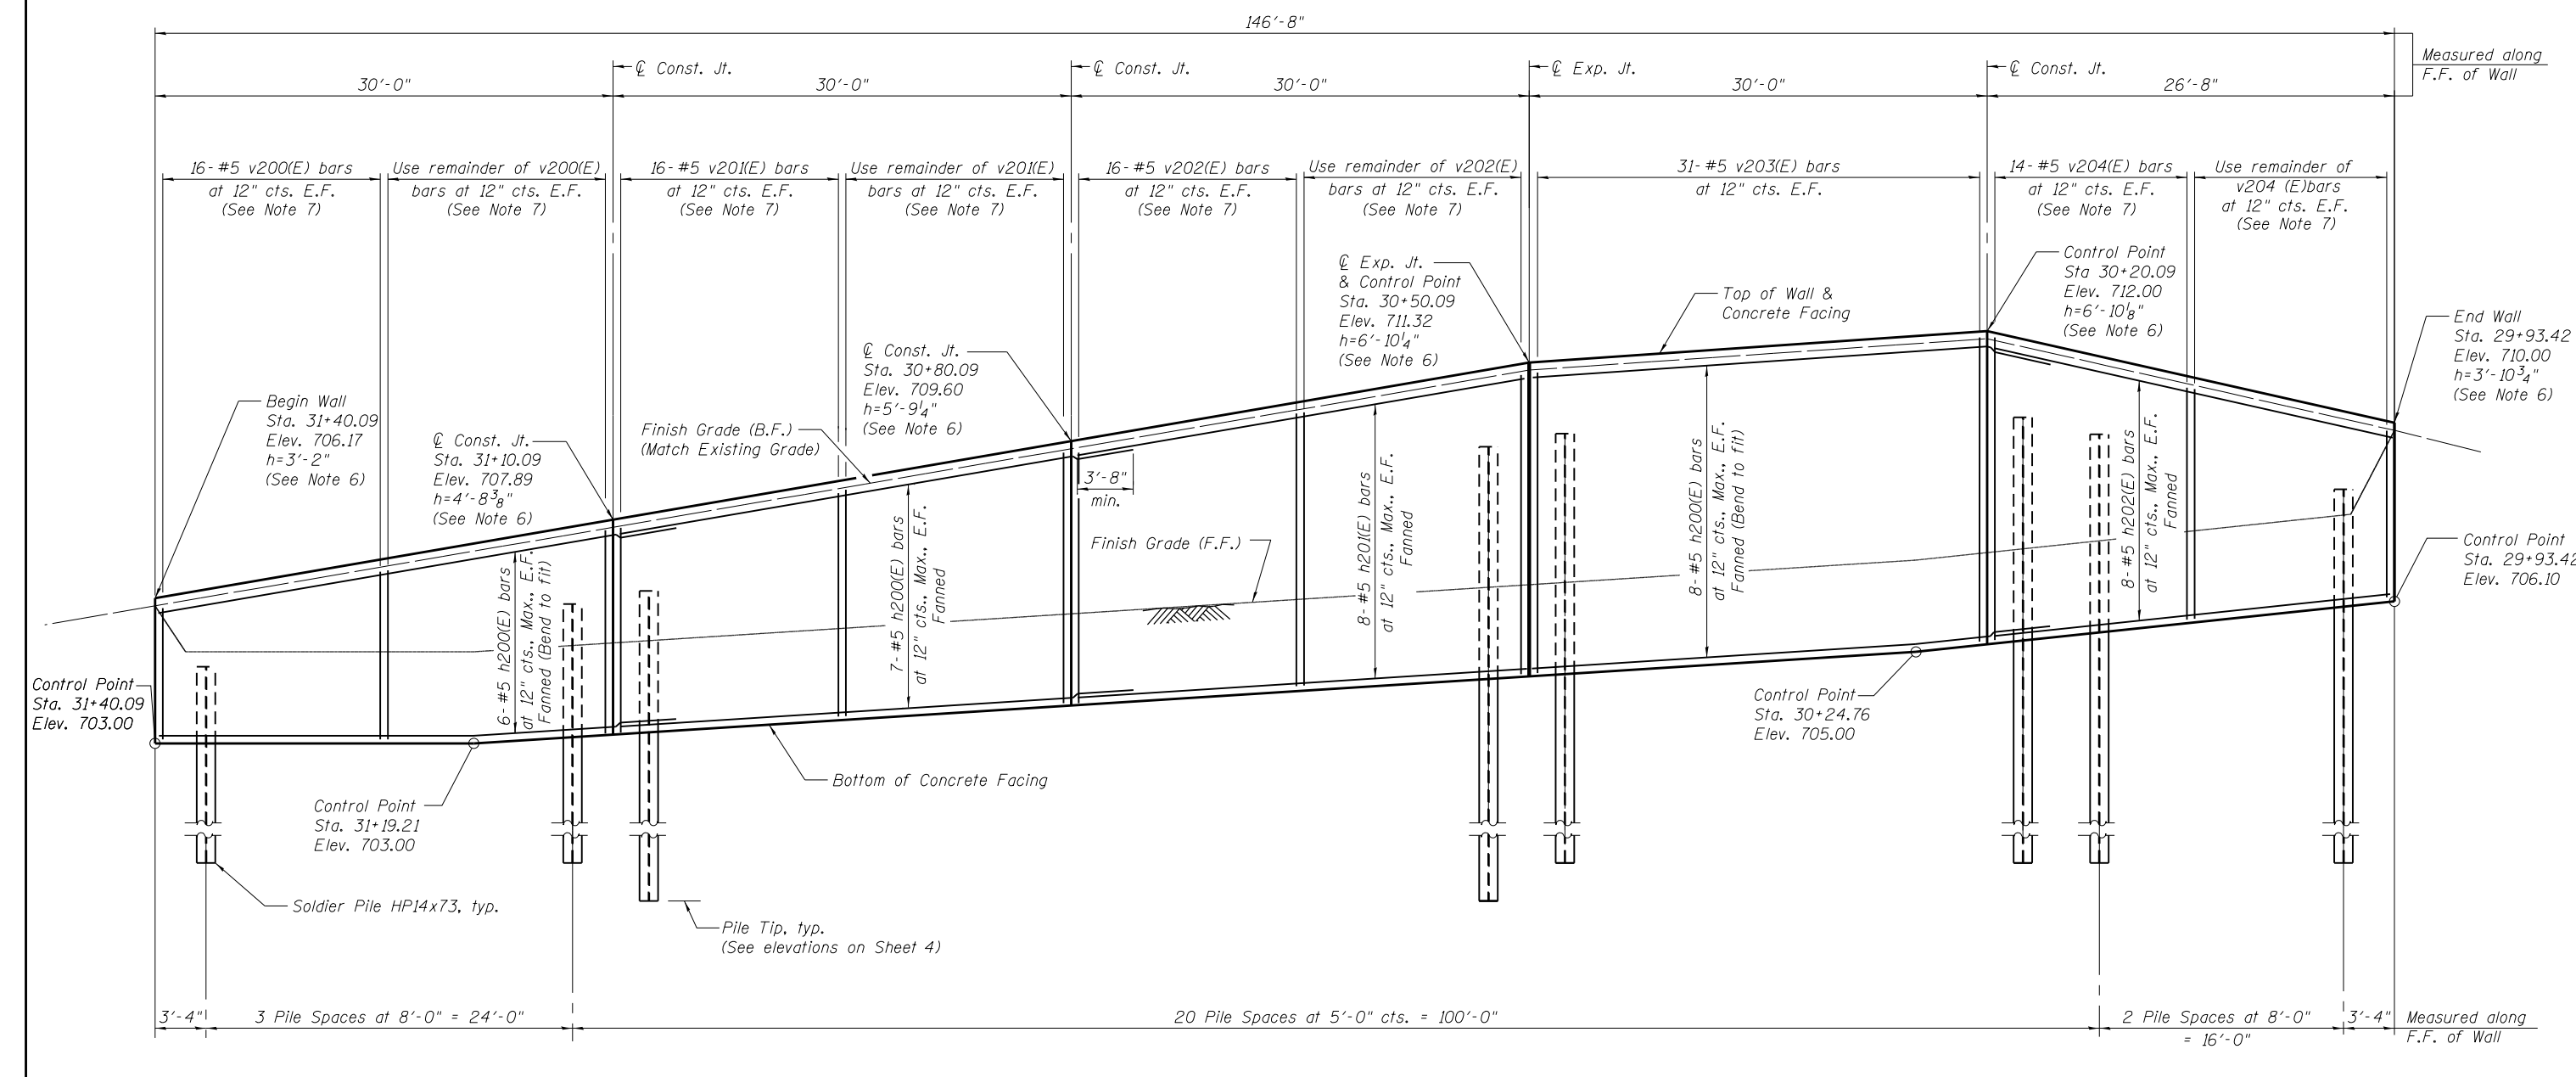 146'-8"
Measured along
F.F. of Wall
30'-0"
℄ Const. Jt.
30'-0"
℄ Const. Jt.
30'-0"
℄ Exp. Jt.
30'-0"
℄ Const. Jt.
26'-8"
16-#5 v200(E) bars
at 12" cts. E.F.
(See Note 7)
Use remainder of v200(E)
bars at 12" cts. E.F.
(See Note 7)
16-#5 v201(E) bars
at 12" cts. E.F.
(See Note 7)
Use remainder of v201(E)
bars at 12" cts. E.F.
(See Note 7)
16-#5 v202(E) bars
at 12" cts. E.F.
(See Note 7)
Use remainder of v202(E)
bars at 12" cts. E.F.
(See Note 7)
31-#5 v203(E) bars
at 12" cts. E.F.
14-#5 v204(E) bars
at 12" cts. E.F.
(See Note 7)
Use remainder of
v204 (E)bars
at 12" cts. E.F.
(See Note 7)
Begin Wall
Sta. 31+40.09
Elev. 706.17
h=3'-2"
(See Note 6)
℄ Const. Jt.
Sta. 31+10.09
Elev. 707.89
h=4'-8 3/8"
(See Note 6)
Finish Grade (B.F.)
(Match Existing Grade)
℄ Const. Jt.
Sta. 30+80.09
Elev. 709.60
h=5'-9 1/4"
(See Note 6)
℄ Exp. Jt.
& Control Point
Sta. 30+50.09
Elev. 711.32
h=6'-10 1/4"
(See Note 6)
Top of Wall &
Concrete Facing
Control Point
Sta 30+20.09
Elev. 712.00
h=6'-10 1/8"
(See Note 6)
End Wall
Sta. 29+93.42
Elev. 710.00
h=3'-10 3/4"
(See Note 6)
3'-8"
min.
Finish Grade (F.F.)
6-#5 h200(E) bars
at 12" cts., Max., E.F.
Fanned (Bend to fit)
7-#5 h200(E) bars
at 12" cts., Max., E.F.
Fanned
8-#5 h201(E) bars
at 12" cts., Max., E.F.
Fanned
8-#5 h200(E) bars
at 12" cts., Max., E.F.
Fanned (Bend to fit)
8-#5 h202(E) bars
at 12" cts., Max., E.F.
Fanned
Control Point
Sta. 29+93.42
Elev. 706.10
Control Point
Sta. 31+40.09
Elev. 703.00
Control Point
Sta. 31+19.21
Elev. 703.00
Bottom of Concrete Facing
Control Point
Sta. 30+24.76
Elev. 705.00
Soldier Pile HP14x73, typ.
Pile Tip, typ.
(See elevations on Sheet 4)
3'-4"
3 Pile Spaces at 8'-0" = 24'-0"
20 Pile Spaces at 5'-0" cts. = 100'-0"
2 Pile Spaces at 8'-0"
= 16'-0"
3'-4"
Measured along
F.F. of Wall